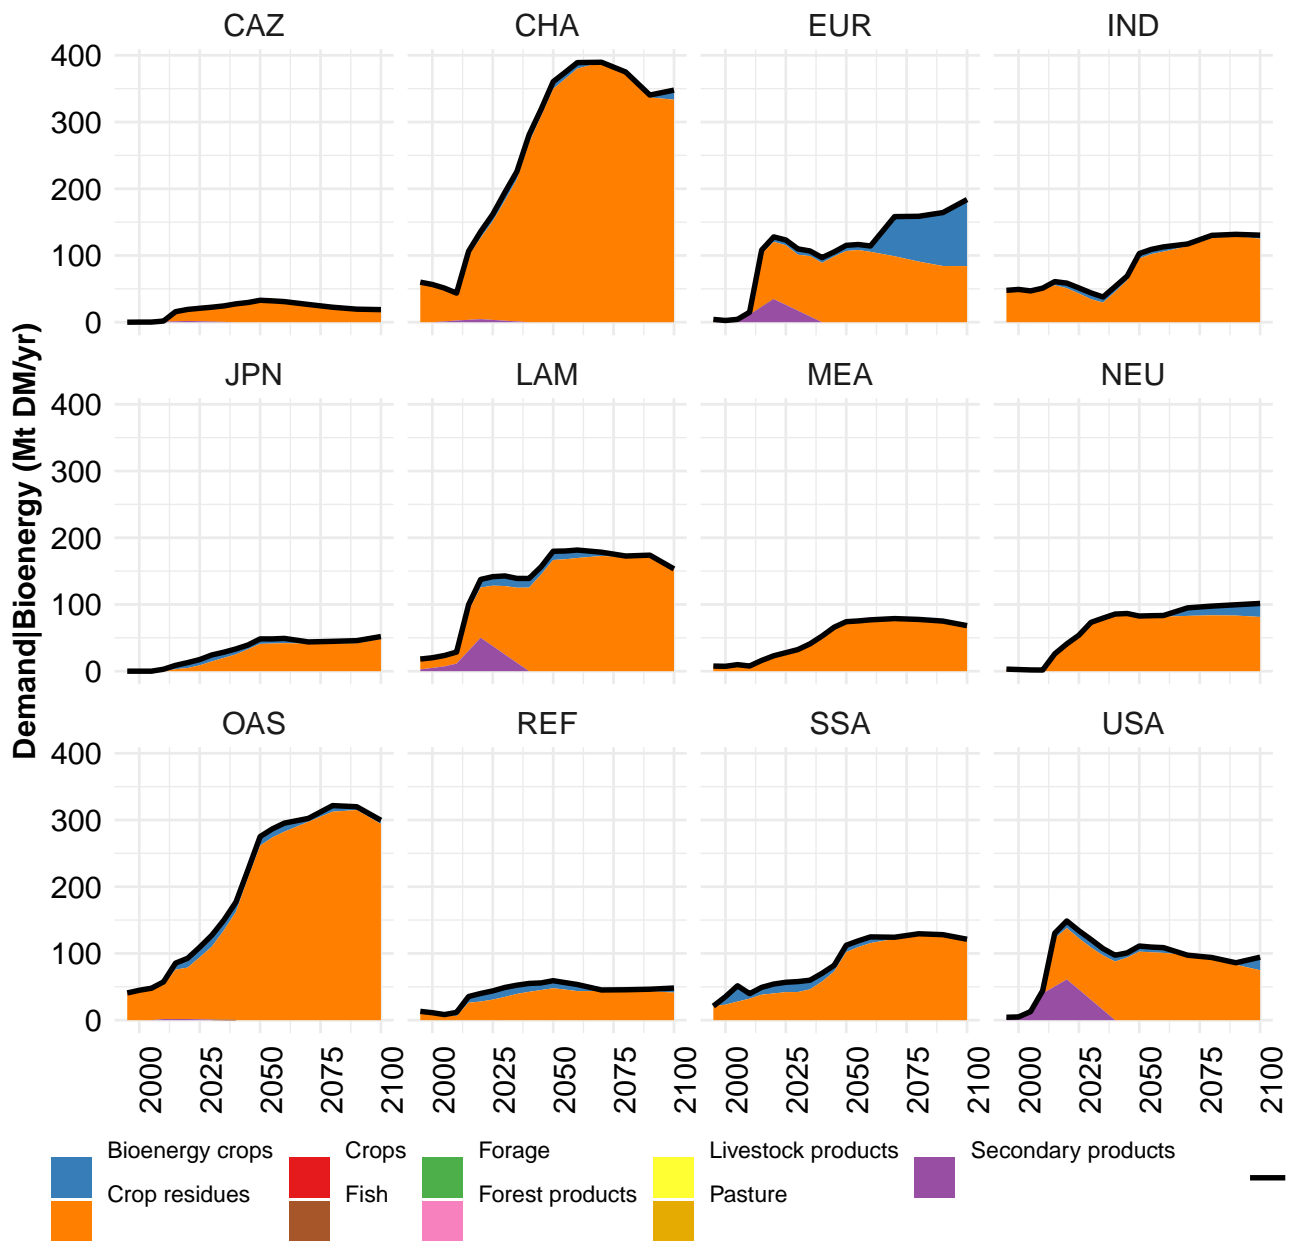 CAZ CHA EUR IND
400
300
200
100
0
JPN LAM MEA NEU
400
300
200
100
0
OAS REF SSA USA
400
300
200
100
0
Demand|Bioenergy (Mt DM/yr)
2000 2025 2050 2075 2100 2000 2025 2050 2075 2100 2000 2025 2050 2075 2100 2000 2025 2050 2075 2100
Bioenergy crops Crops Forage Livestock products Secondary products
Crop residues Fish Forest products Pasture